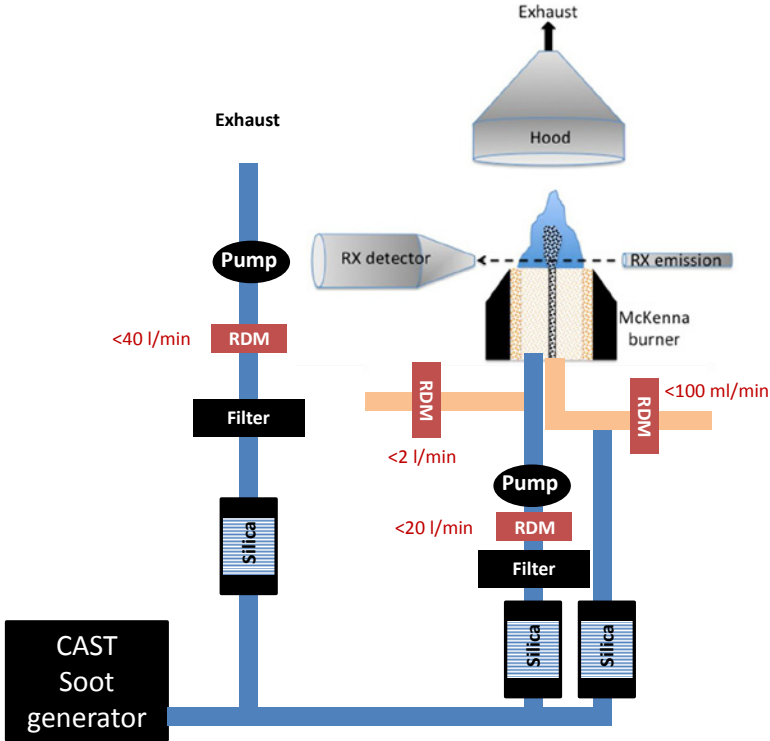 Exhaust
Hood
Exhaust
Pump
RX detector
RX emission
McKenna
burner
<40 l/min
RDM
RDM
<100 ml/min
RDM
<2 l/min
Filter
Pump
<20 l/min
RDM
Filter
Silica
Silica
Silica
CAST
Soot
generator